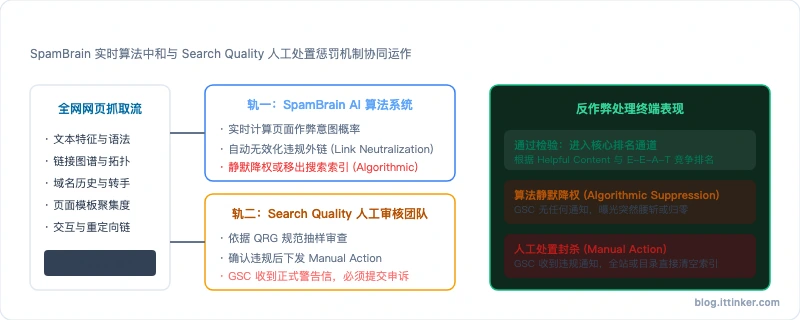 SpamBrain 实时算法中和与 Search Quality 人工处置惩罚机制协同运作
全网网页抓取流
· 文本特征与语法
· 链接图谱与拓扑
· 域名历史与转手
· 页面模板聚集度
· 交互与重定向链
轨一：SpamBrain AI 算法系统
· 实时计算页面作弊意图概率
· 自动无效化违规外链 (Link Neutralization)
· 静默降权或移出搜索索引 (Algorithmic)
轨二：Search Quality 人工审核团队
· 依据 QRG 规范抽样审查
· 确认违规后下发 Manual Action
· GSC 收到正式警告信，必须提交申诉
反作弊处理终端表现
通过检验：进入核心排名通道
根据 Helpful Content 与 E-E-A-T 竞争排名
算法静默降权 (Algorithmic Suppression)
GSC 无任何通知，曝光突然腰斩或归零
人工处置封杀 (Manual Action)
GSC 收到违规通知，全站或目录直接清空索引
blog.ittinker.com